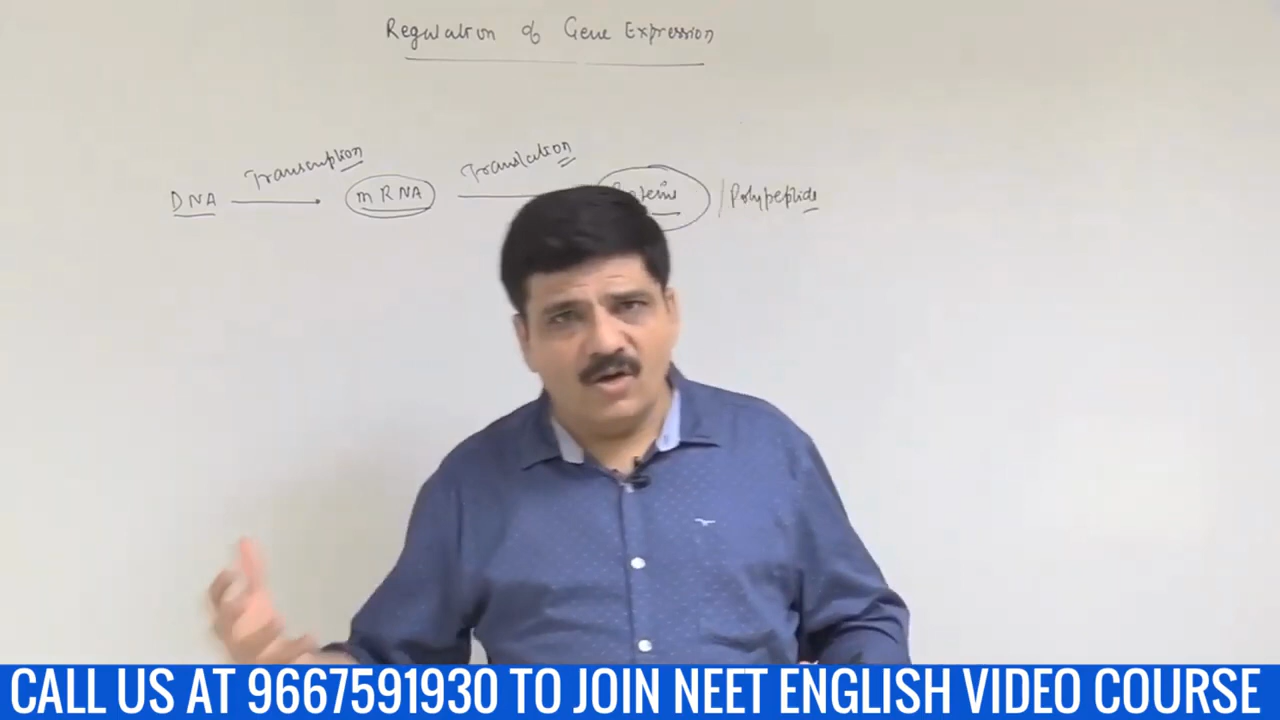 Regulation of Gene Expression
Transcription Translation
DNA mRNA Proteins / Polypeptide
CALL US AT 9667591930 TO JOIN NEET ENGLISH VIDEO COURSE